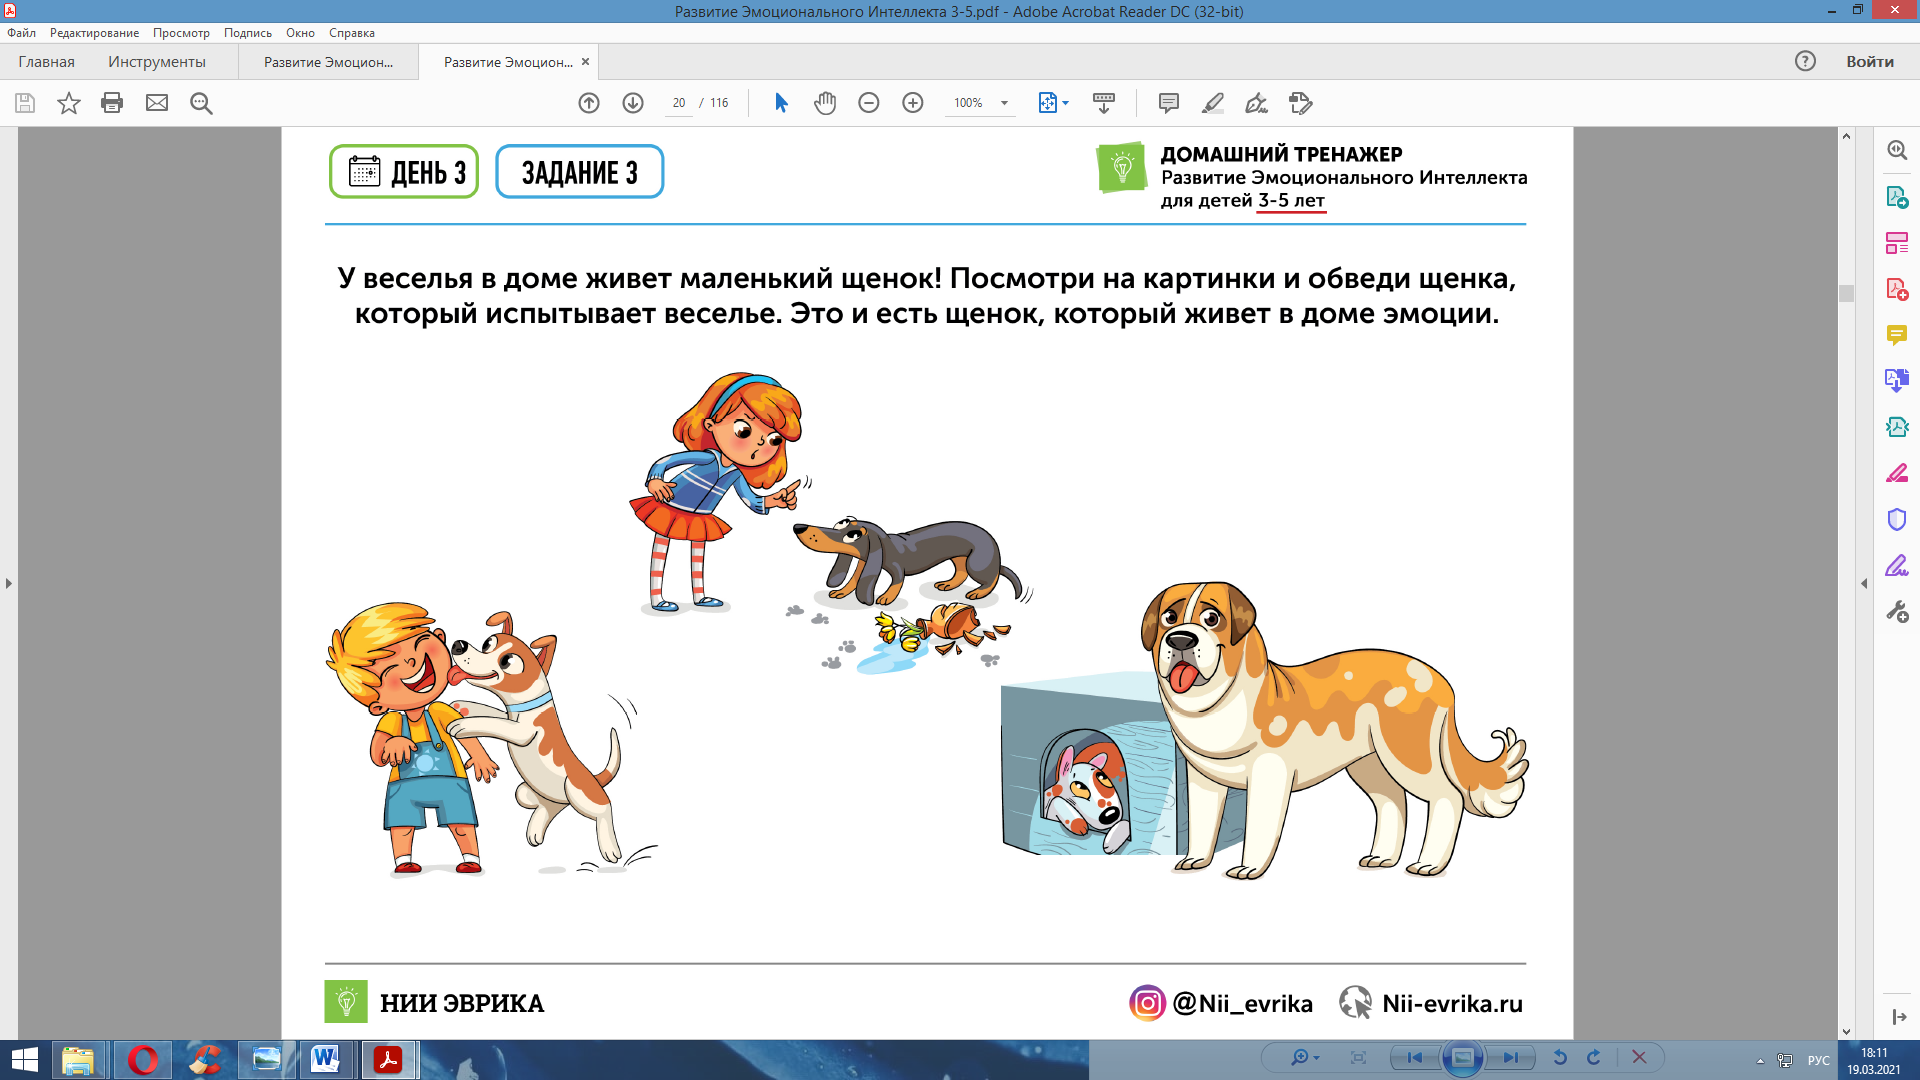 Развитие Эмоционального Интеллекта 3-5.pdf - Adobe Acrobat Reader DC (32-bit)
Файл Редактирование Просмотр Подпись Окно Справка
Главная Инструменты Развитие Эмоцион... Развитие Эмоцион... × Войти
20 / 116 100%
ДЕНЬ 3 ЗАДАНИЕ 3
ДОМАШНИЙ ТРЕНАЖЕР
Развитие Эмоционального Интеллекта
для детей 3-5 лет
У веселья в доме живет маленький щенок! Посмотри на картинки и обведи щенка,
который испытывает веселье. Это и есть щенок, который живет в доме эмоции.
НИИ ЭВРИКА @Nii_evrika Nii-evrika.ru
РУС 18:11
19.03.2021